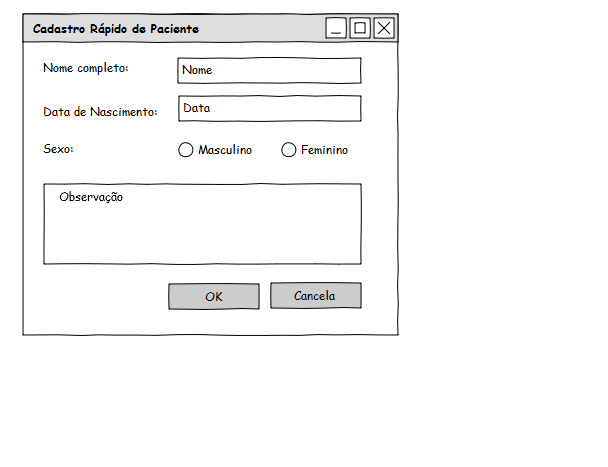 Cadastro Rápido de Paciente
Nome completo: Nome
Data de Nascimento: Data
Sexo: Masculino Feminino
Observação
OK Cancela